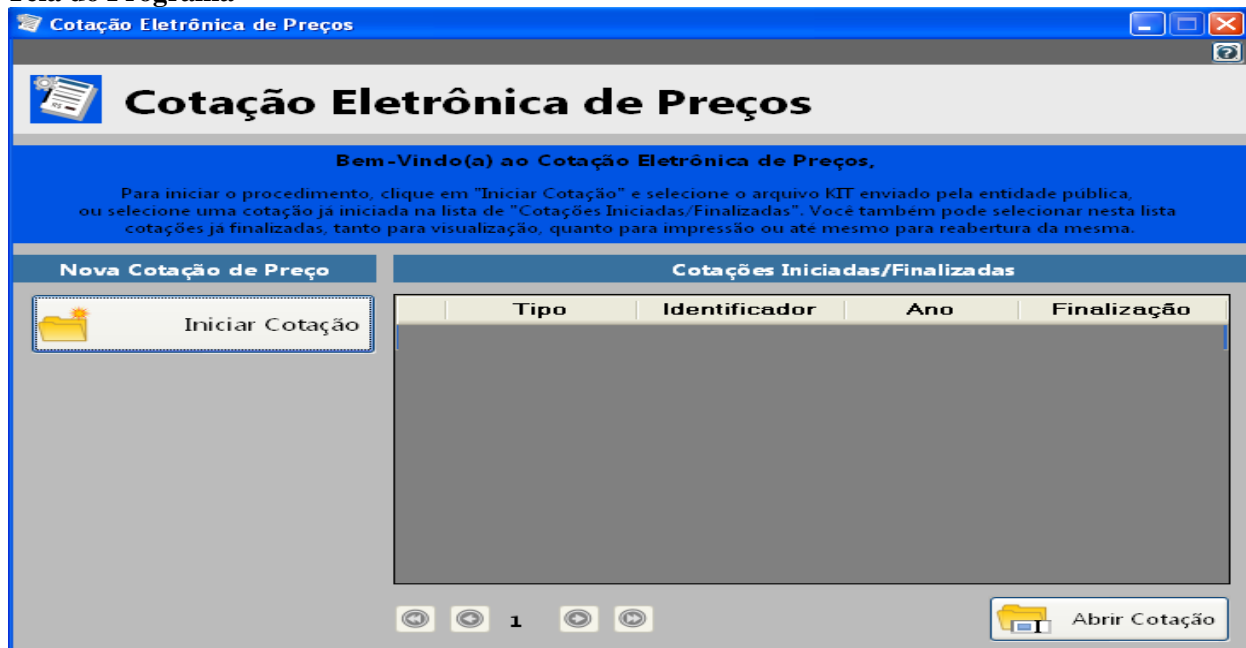 Tela do Programa
Cotação Eletrônica de Preços
Cotação Eletrônica de Preços
Bem-Vindo(a) ao Cotação Eletrônica de Preços,
Para iniciar o procedimento, clique em "Iniciar Cotação" e selecione o arquivo KIT enviado pela entidade pública,
ou selecione uma cotação já iniciada na lista de "Cotações Iniciadas/Finalizadas". Você também pode selecionar nesta lista
cotações já finalizadas, tanto para visualização, quanto para impressão ou até mesmo para reabertura da mesma.
Nova Cotação de Preço
Cotações Iniciadas/Finalizadas
Iniciar Cotação
Tipo Identificador Ano Finalização
1
Abrir Cotação